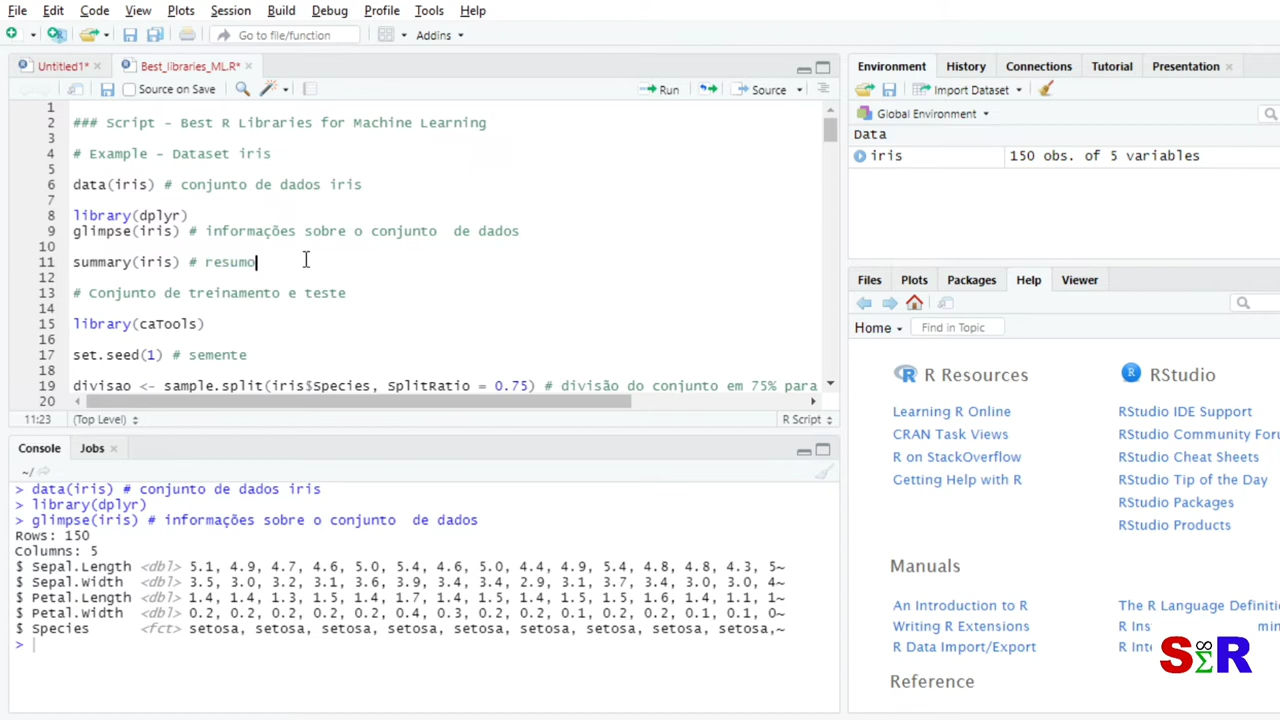 File Edit Code View Plots Session Build Debug Profile Tools Help
Go to file/function Addins
Untitled1* Best_libraries_ML.R*
Source on Save Run Source
1
2 ### Script - Best R Libraries for Machine Learning
3
4 # Example - Dataset iris
5
6 data(iris) # conjunto de dados iris
7
8 library(dplyr)
9 glimpse(iris) # informações sobre o conjunto  de dados
10
11 summary(iris) # resumo
12
13 # Conjunto de treinamento e teste
14
15 library(caTools)
16
17 set.seed(1) # semente
18
19 divisao <- sample.split(iris$Species, SplitRatio = 0.75) # divisão do conjunto em 75% para
20
11:23 (Top Level) R Script
Console Jobs
~/
> data(iris) # conjunto de dados iris
> library(dplyr)
> glimpse(iris) # informações sobre o conjunto  de dados
Rows: 150
Columns: 5
$ Sepal.Length <dbl> 5.1, 4.9, 4.7, 4.6, 5.0, 5.4, 4.6, 5.0, 4.4, 4.9, 5.4, 4.8, 4.8, 4.3, 5~
$ Sepal.Width <dbl> 3.5, 3.0, 3.2, 3.1, 3.6, 3.9, 3.4, 3.4, 2.9, 3.1, 3.7, 3.4, 3.0, 3.0, 4~
$ Petal.Length <dbl> 1.4, 1.4, 1.3, 1.5, 1.4, 1.7, 1.4, 1.5, 1.4, 1.5, 1.5, 1.6, 1.4, 1.1, 1~
$ Petal.Width <dbl> 0.2, 0.2, 0.2, 0.2, 0.2, 0.4, 0.3, 0.2, 0.2, 0.1, 0.2, 0.2, 0.1, 0.1, 0~
$ Species <fct> setosa, setosa, setosa, setosa, setosa, setosa, setosa, setosa, setosa,~
>
Environment History Connections Tutorial Presentation
Import Dataset
Global Environment
Data
iris 150 obs. of 5 variables
Files Plots Packages Help Viewer
Home Find in Topic
R Resources
Learning R Online
CRAN Task Views
R on StackOverflow
Getting Help with R
RStudio
RStudio IDE Support
RStudio Community For
RStudio Cheat Sheets
RStudio Tip of the Day
RStudio Packages
RStudio Products
Manuals
An Introduction to R
Writing R Extensions
R Data Import/Export
The R Language Definiti
R Ins
R Inte
Reference
S∞ΣR